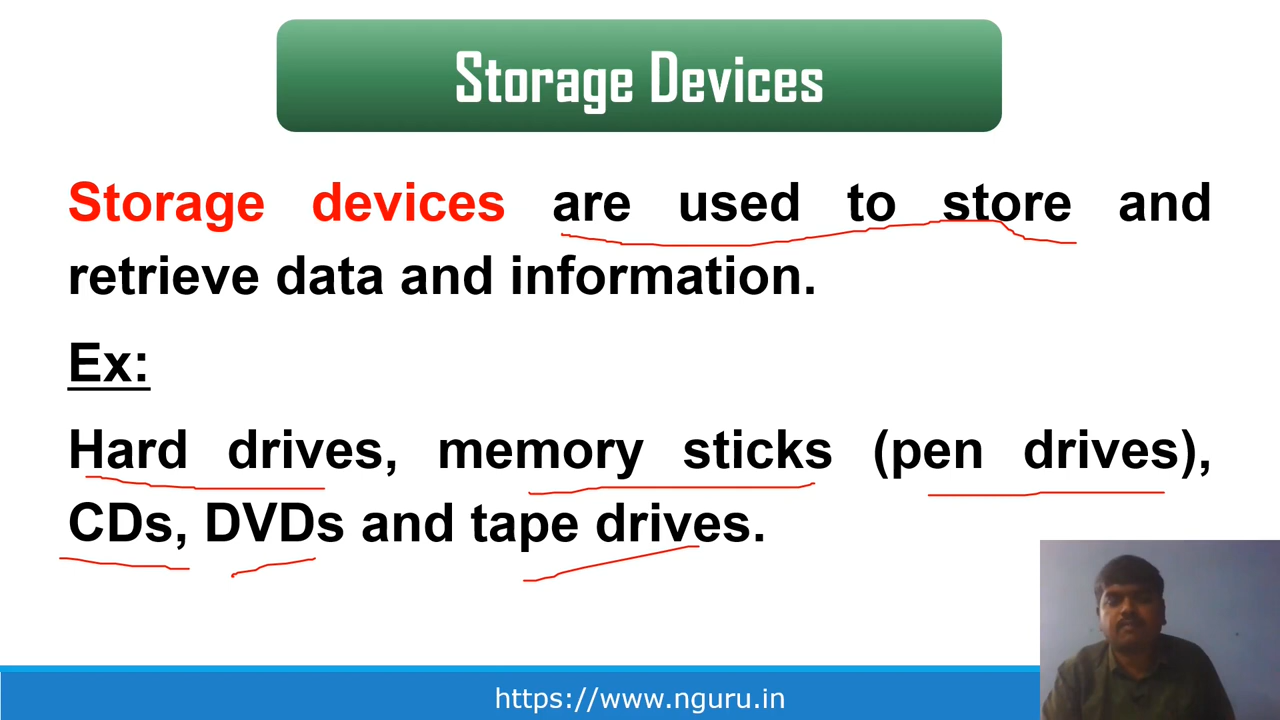 Storage Devices
Storage devices are used to store and
retrieve data and information.
Ex:
Hard drives, memory sticks (pen drives),
CDs, DVDs and tape drives.
https://www.nguru.in